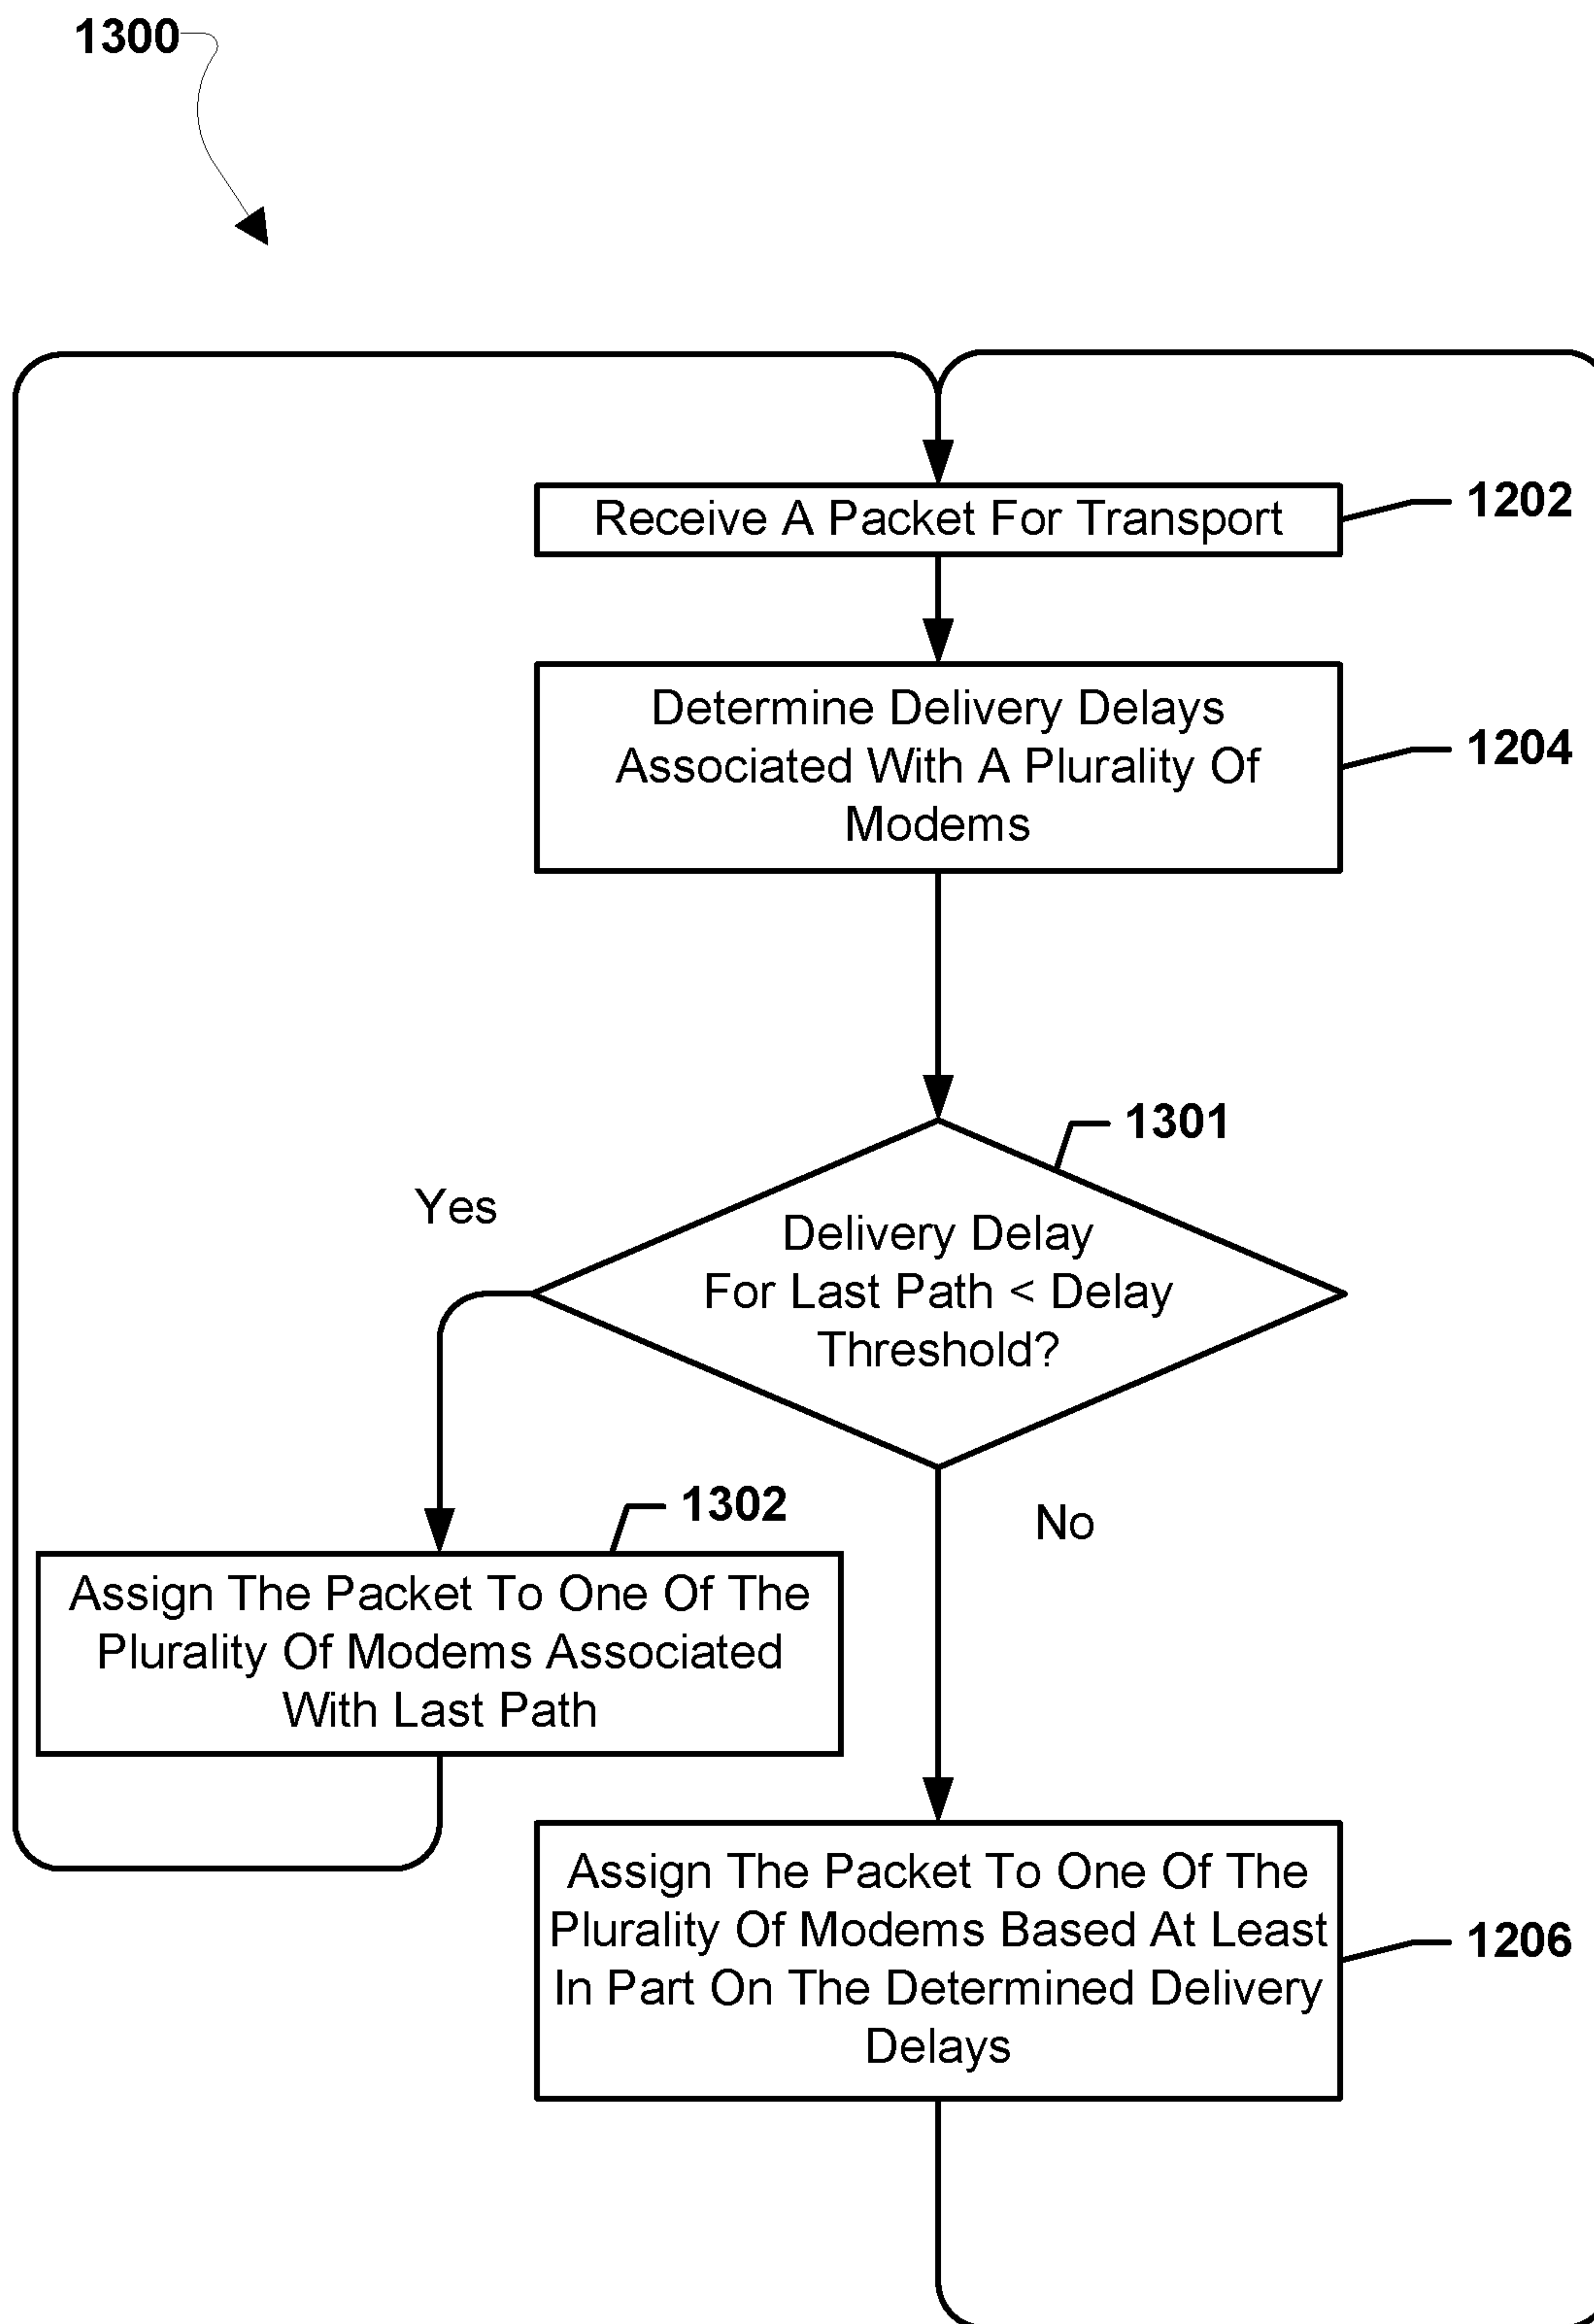 1300
Receive A Packet For Transport
1202
Determine Delivery Delays
Associated With A Plurality Of
Modems
1204
1301
Yes
Delivery Delay
For Last Path < Delay
Threshold?
1302
No
Assign The Packet To One Of The
Plurality Of Modems Associated
With Last Path
Assign The Packet To One Of The
Plurality Of Modems Based At Least
In Part On The Determined Delivery
Delays
1206